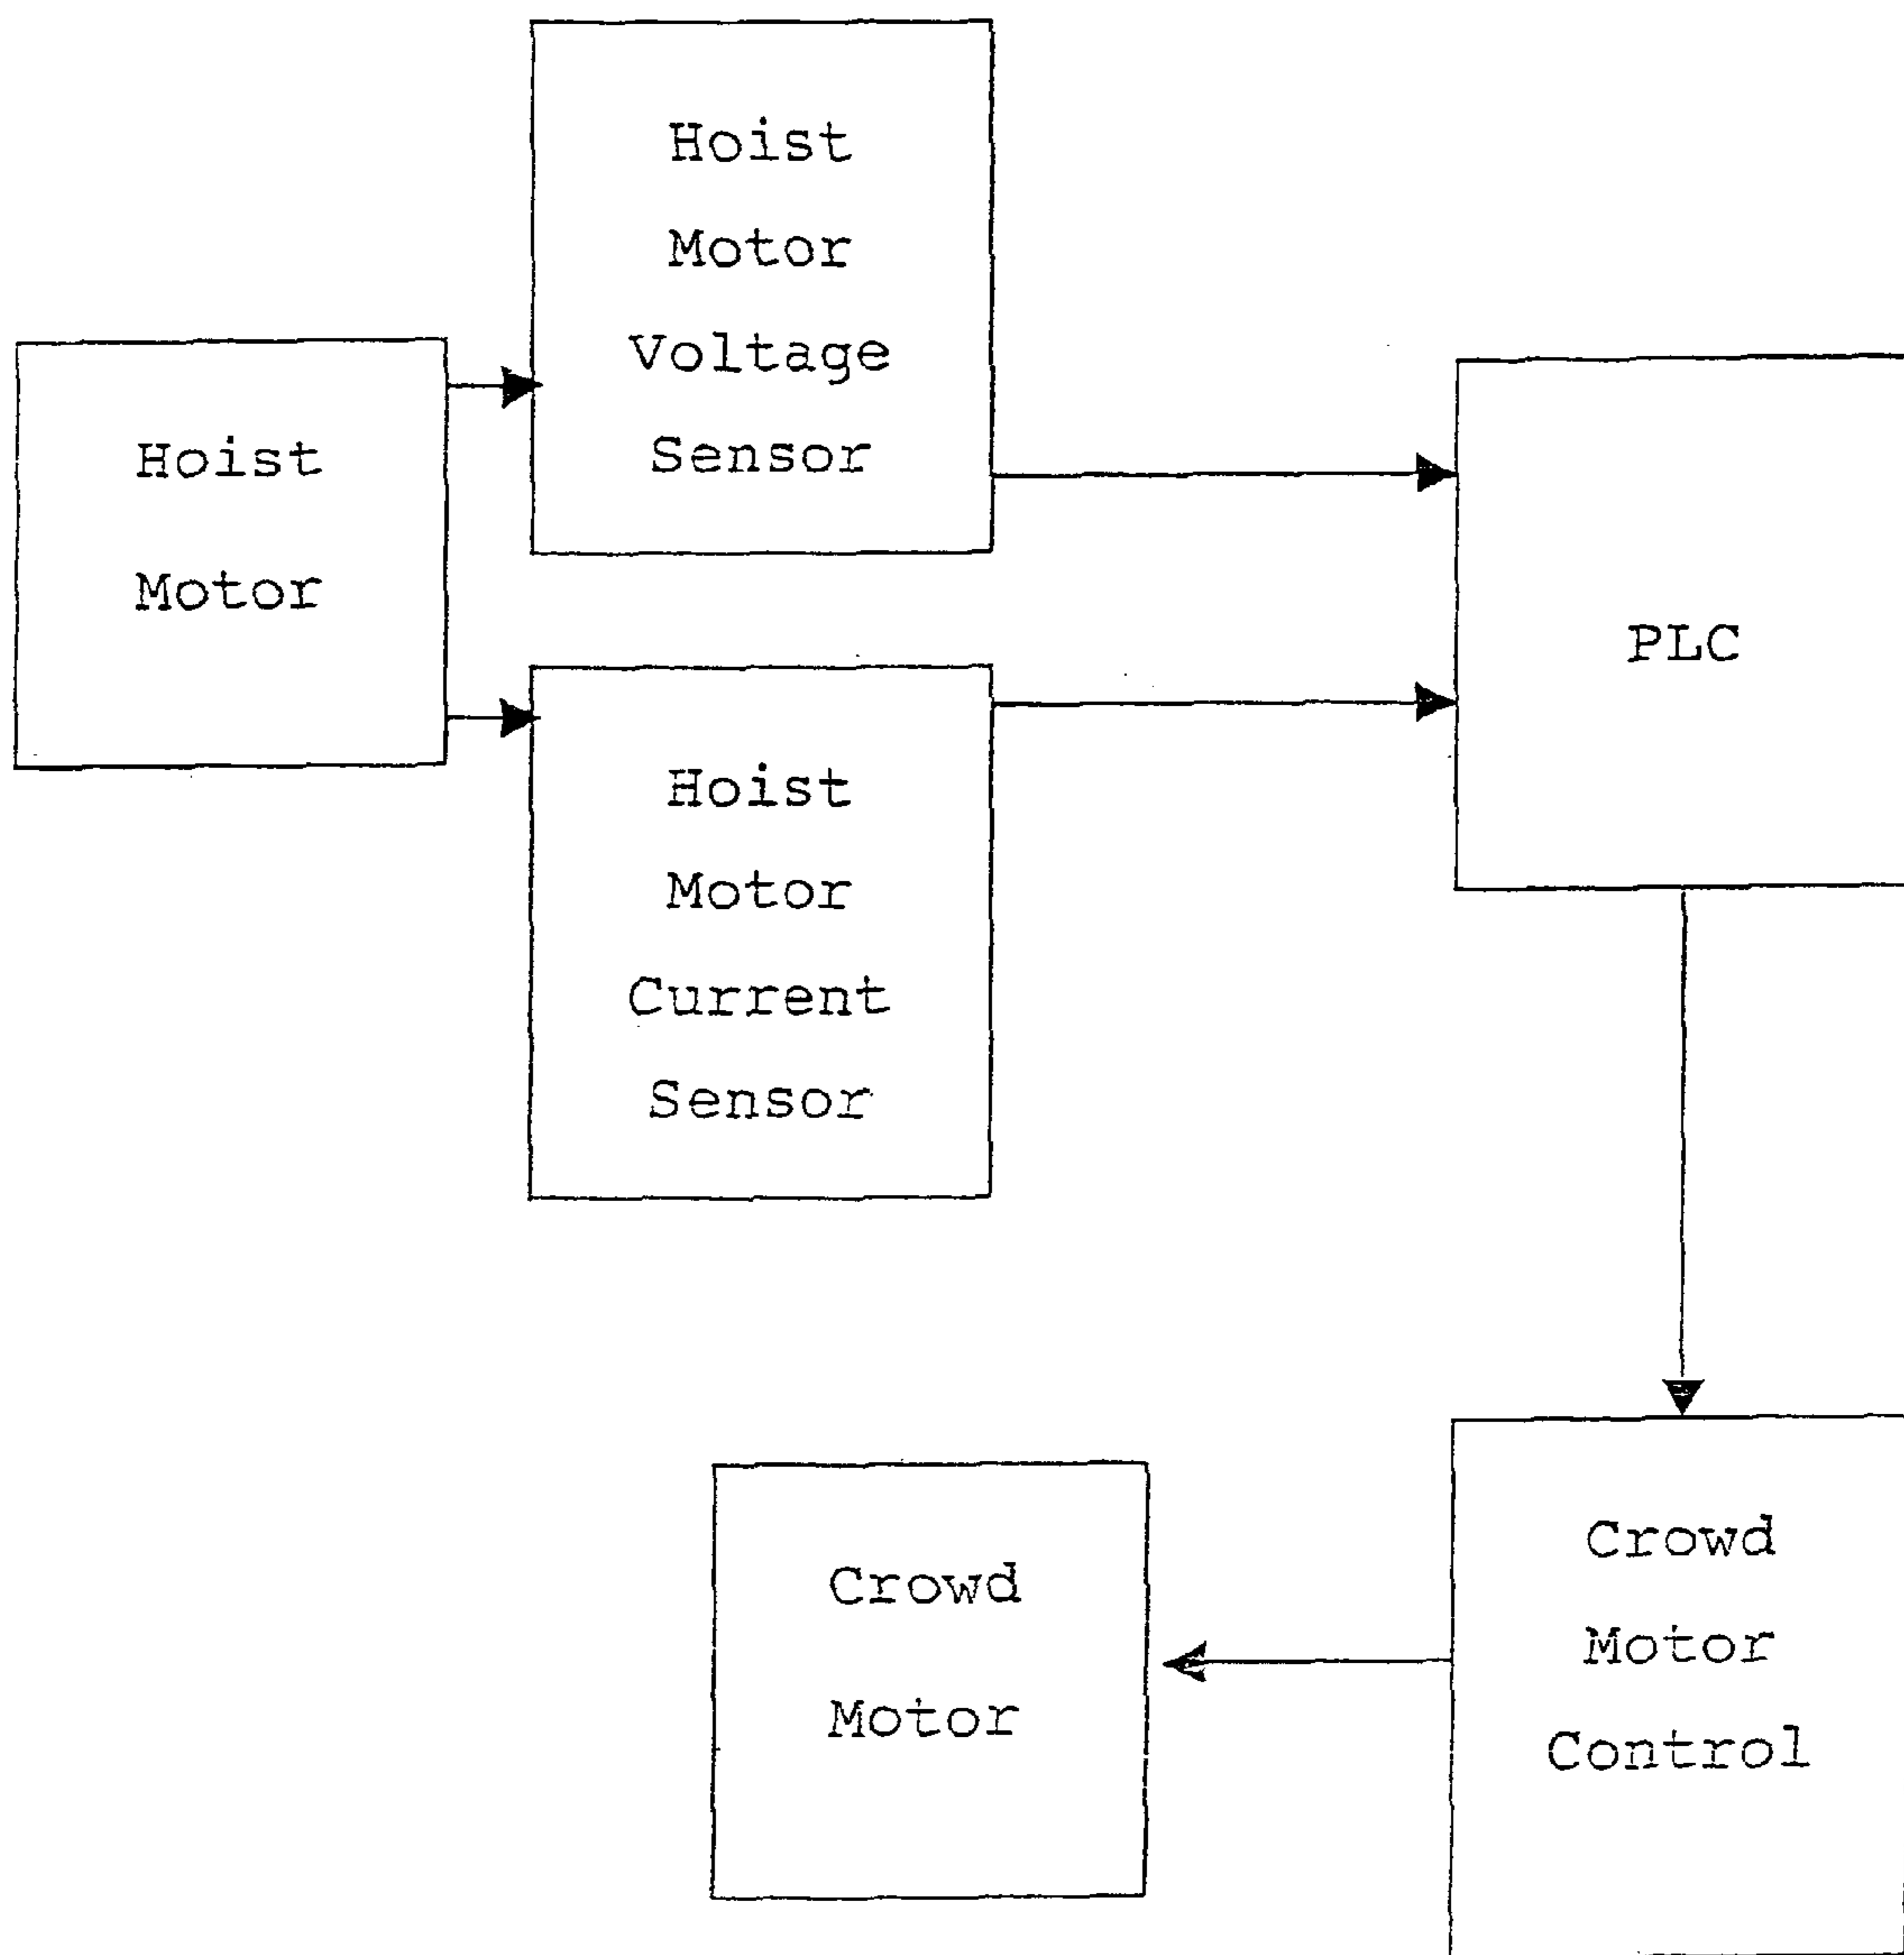 Hoist
Motor
Voltage
Sensor
Hoist
Motor
PLC
Hoist
Motor
Current
Sensor
Crowd
Motor
Crowd
Motor
Control